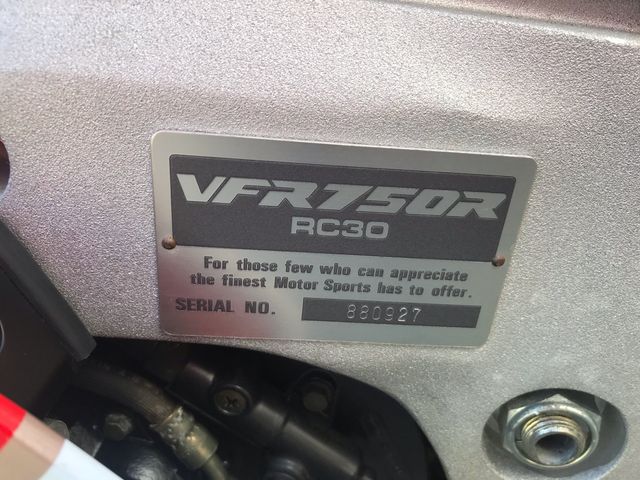 VFR750R
RC30
For those few who can appreciate
the finest Motor Sports has to offer.
SERIAL NO. 880927